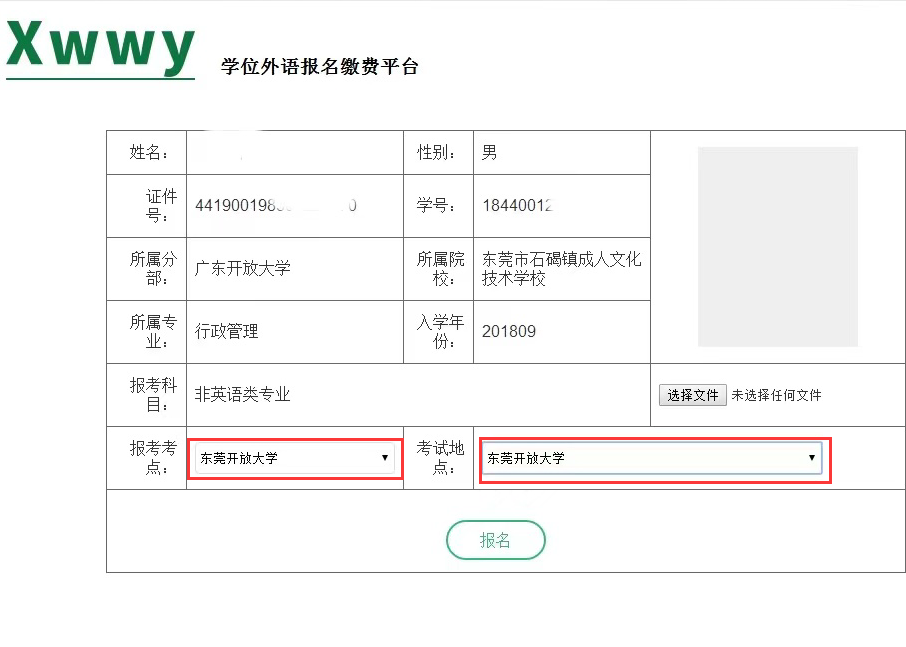 Xwwy 学位外语报名缴费平台
姓名： 性别： 男
证件号： 441900198 0 学号： 18440012
所属分部： 广东开放大学 所属院校： 东莞市石碣镇成人文化
技术学校
所属专业： 行政管理 入学年份： 201809
报考科目： 非英语类专业 选择文件 未选择任何文件
报考考点： 东莞开放大学 考试地点： 东莞开放大学
报名